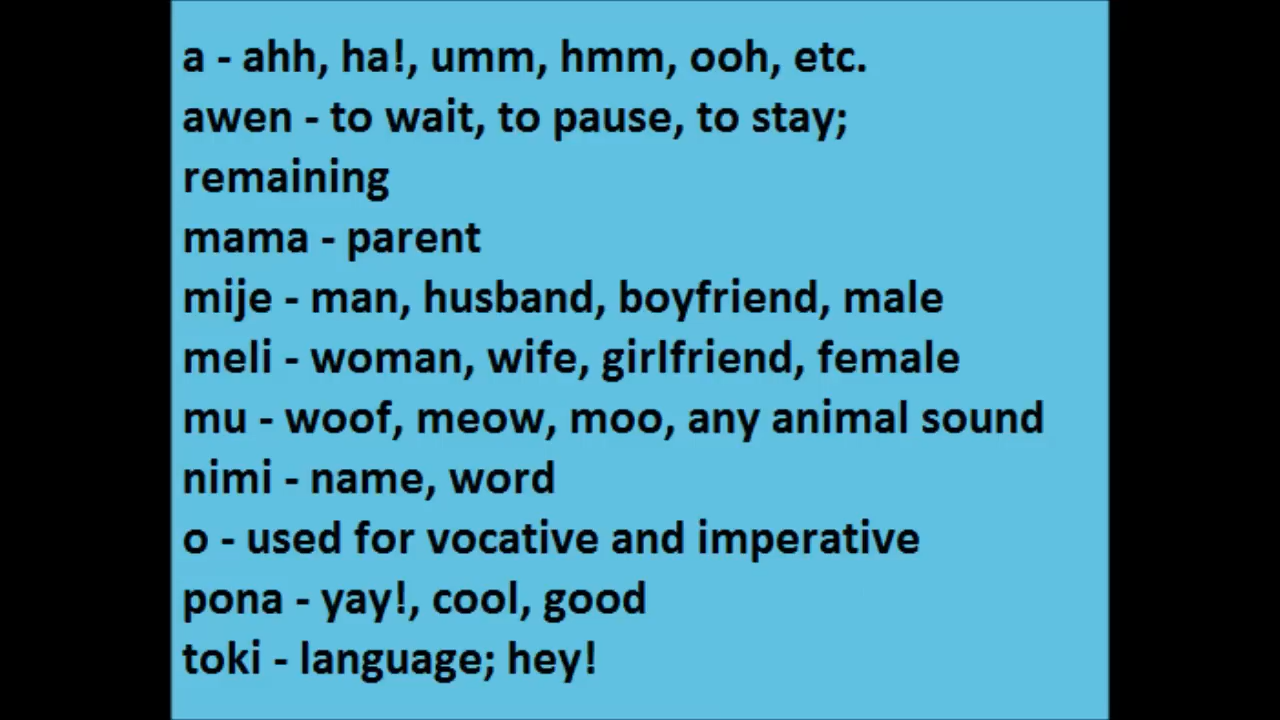 a - ahh, ha!, umm, hmm, ooh, etc.
awen - to wait, to pause, to stay;
remaining
mama - parent
mije - man, husband, boyfriend, male
meli - woman, wife, girlfriend, female
mu - woof, meow, moo, any animal sound
nimi - name, word
o - used for vocative and imperative
pona - yay!, cool, good
toki - language; hey!